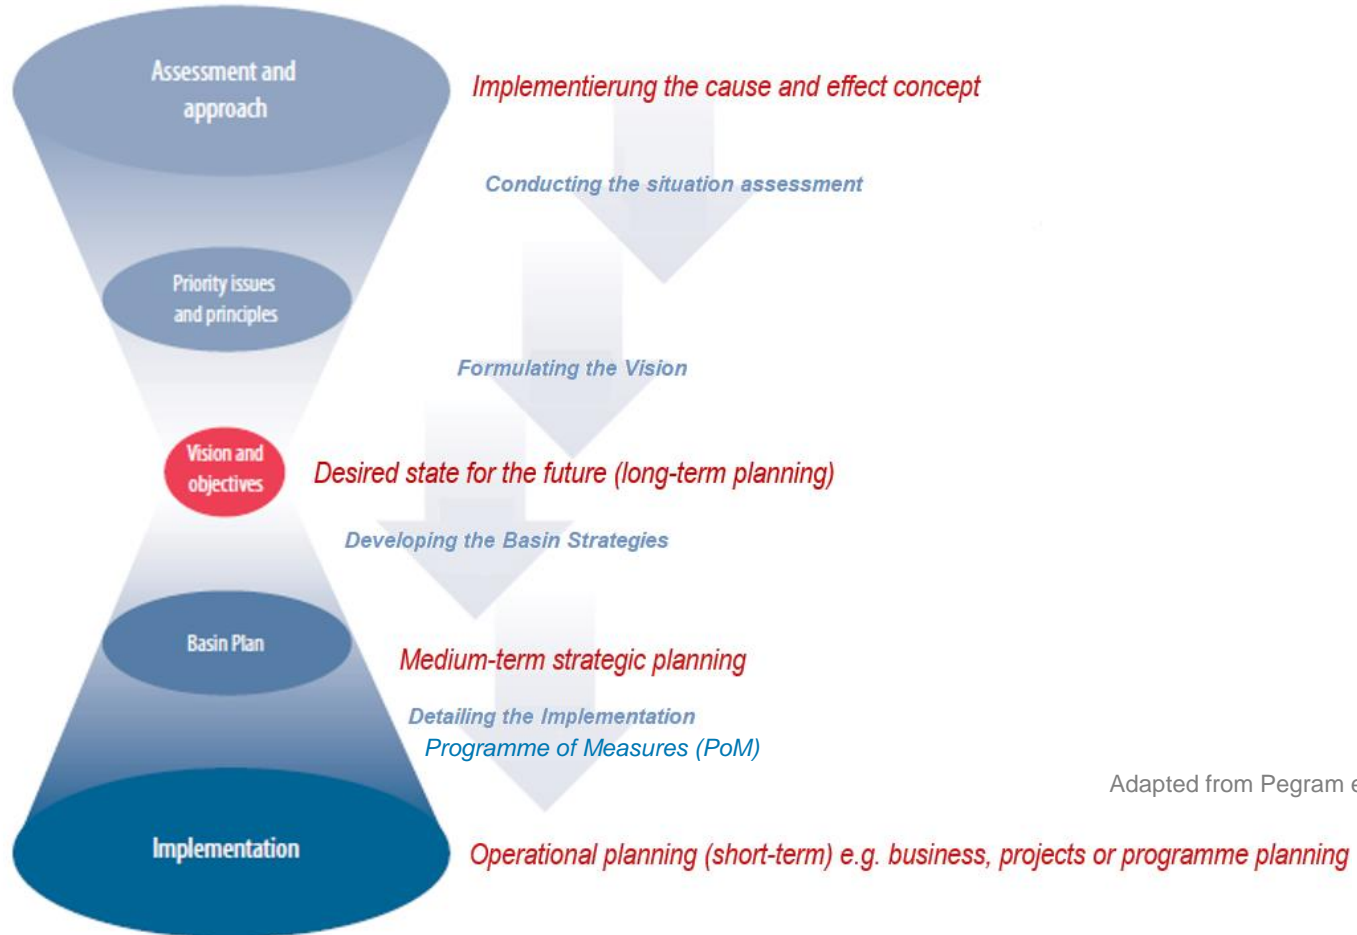 Assessment and
approach
Implementierung the cause and effect concept
Conducting the situation assessment
Priority issues
and principles
Formulating the Vision
Vision and
objectives
Desired state for the future (long-term planning)
Developing the Basin Strategies
Basin Plan
Medium-term strategic planning
Detailing the Implementation
Programme of Measures (PoM)
Adapted from Pegram
Implementation
Operational planning (short-term) e.g. business, projects or programme planning